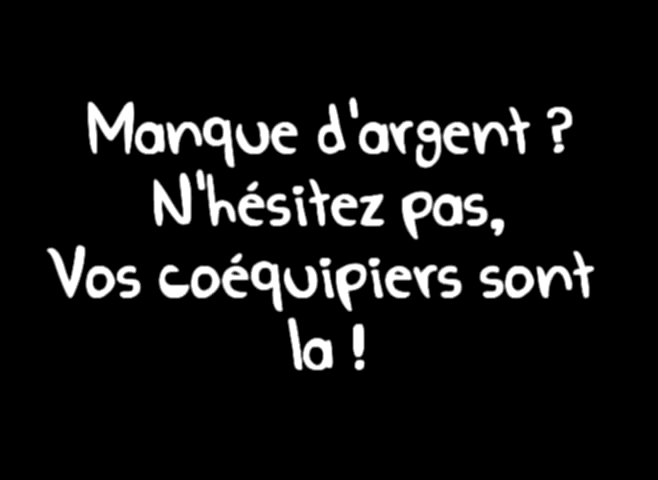 Manque d'argent ?
N'hésitez pas,
Vos coéquipiers sont
la !